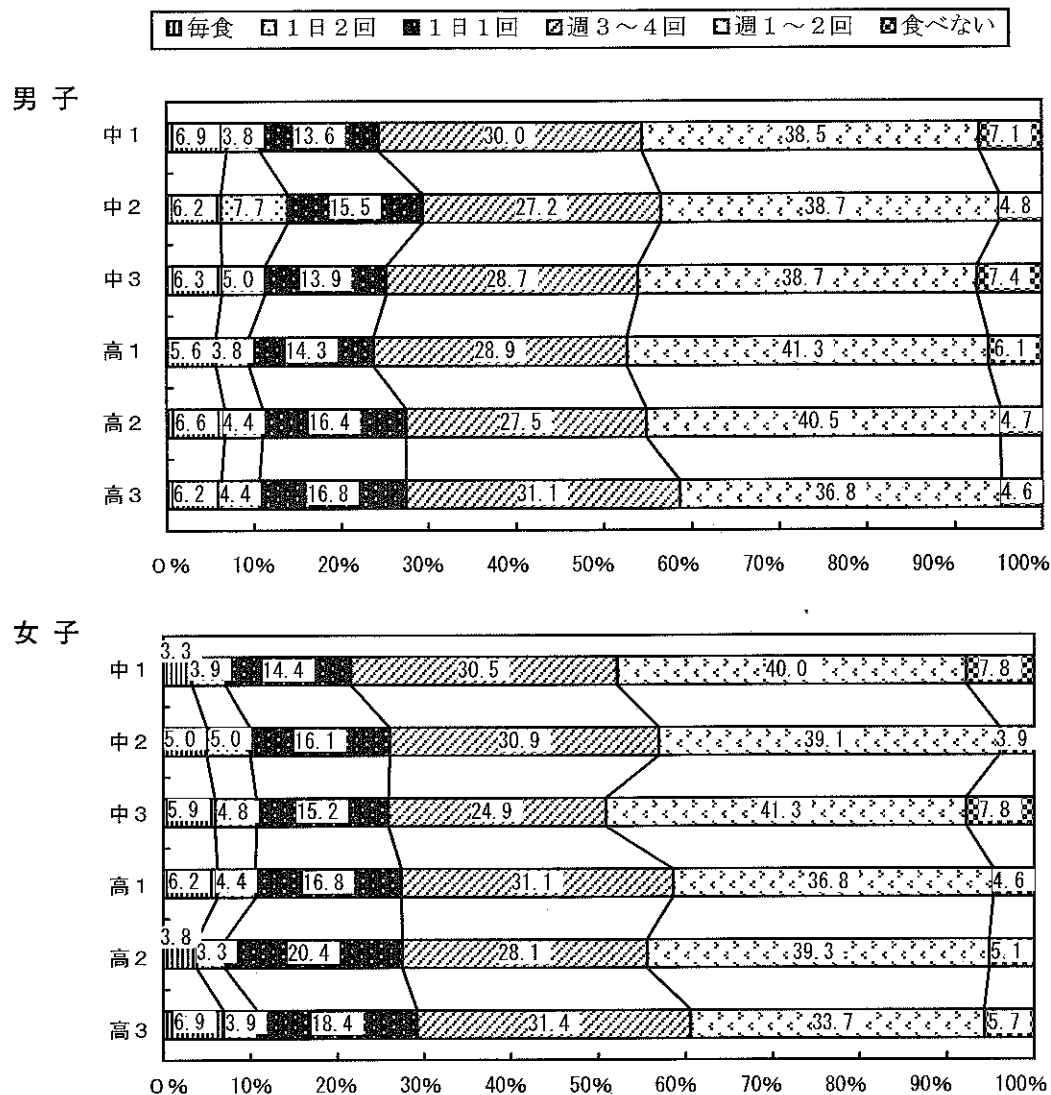 毎食 1日2回 1日1回 週3～4回 週1～2回 食べない
男子
中1 6.9 3.8 13.6 30.0 38.5 7.1
中2 6.2 7.7 15.5 27.2 38.7 4.8
中3 6.3 5.0 13.9 28.7 38.7 7.4
高1 5.6 3.8 14.3 28.9 41.3 6.1
高2 6.6 4.4 16.4 27.5 40.5 4.7
高3 6.2 4.4 16.8 31.1 36.8 4.6
0% 10% 20% 30% 40% 50% 60% 70% 80% 90% 100%
女子
中1 3.3 3.9 14.4 30.5 40.0 7.8
中2 5.0 5.0 16.1 30.9 39.1 3.9
中3 5.9 4.8 15.2 24.9 41.3 7.8
高1 6.2 4.4 16.8 31.1 36.8 4.6
高2 3.8 3.3 20.4 28.1 39.3 5.1
高3 6.9 3.9 18.4 31.4 33.7 5.7
0% 10% 20% 30% 40% 50% 60% 70% 80% 90% 100%